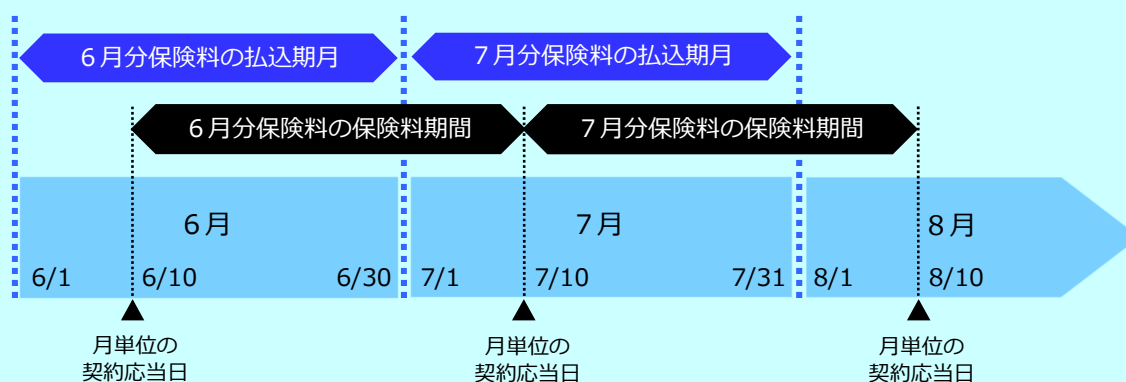 6月分保険料の払込期月
7月分保険料の払込期月
6月分保険料の保険料期間
7月分保険料の保険料期間
6月
7月
8月
6/1
6/10
6/30
7/1
7/10
7/31
8/1
8/10
月単位の
契約応当日
月単位の
契約応当日
月単位の
契約応当日